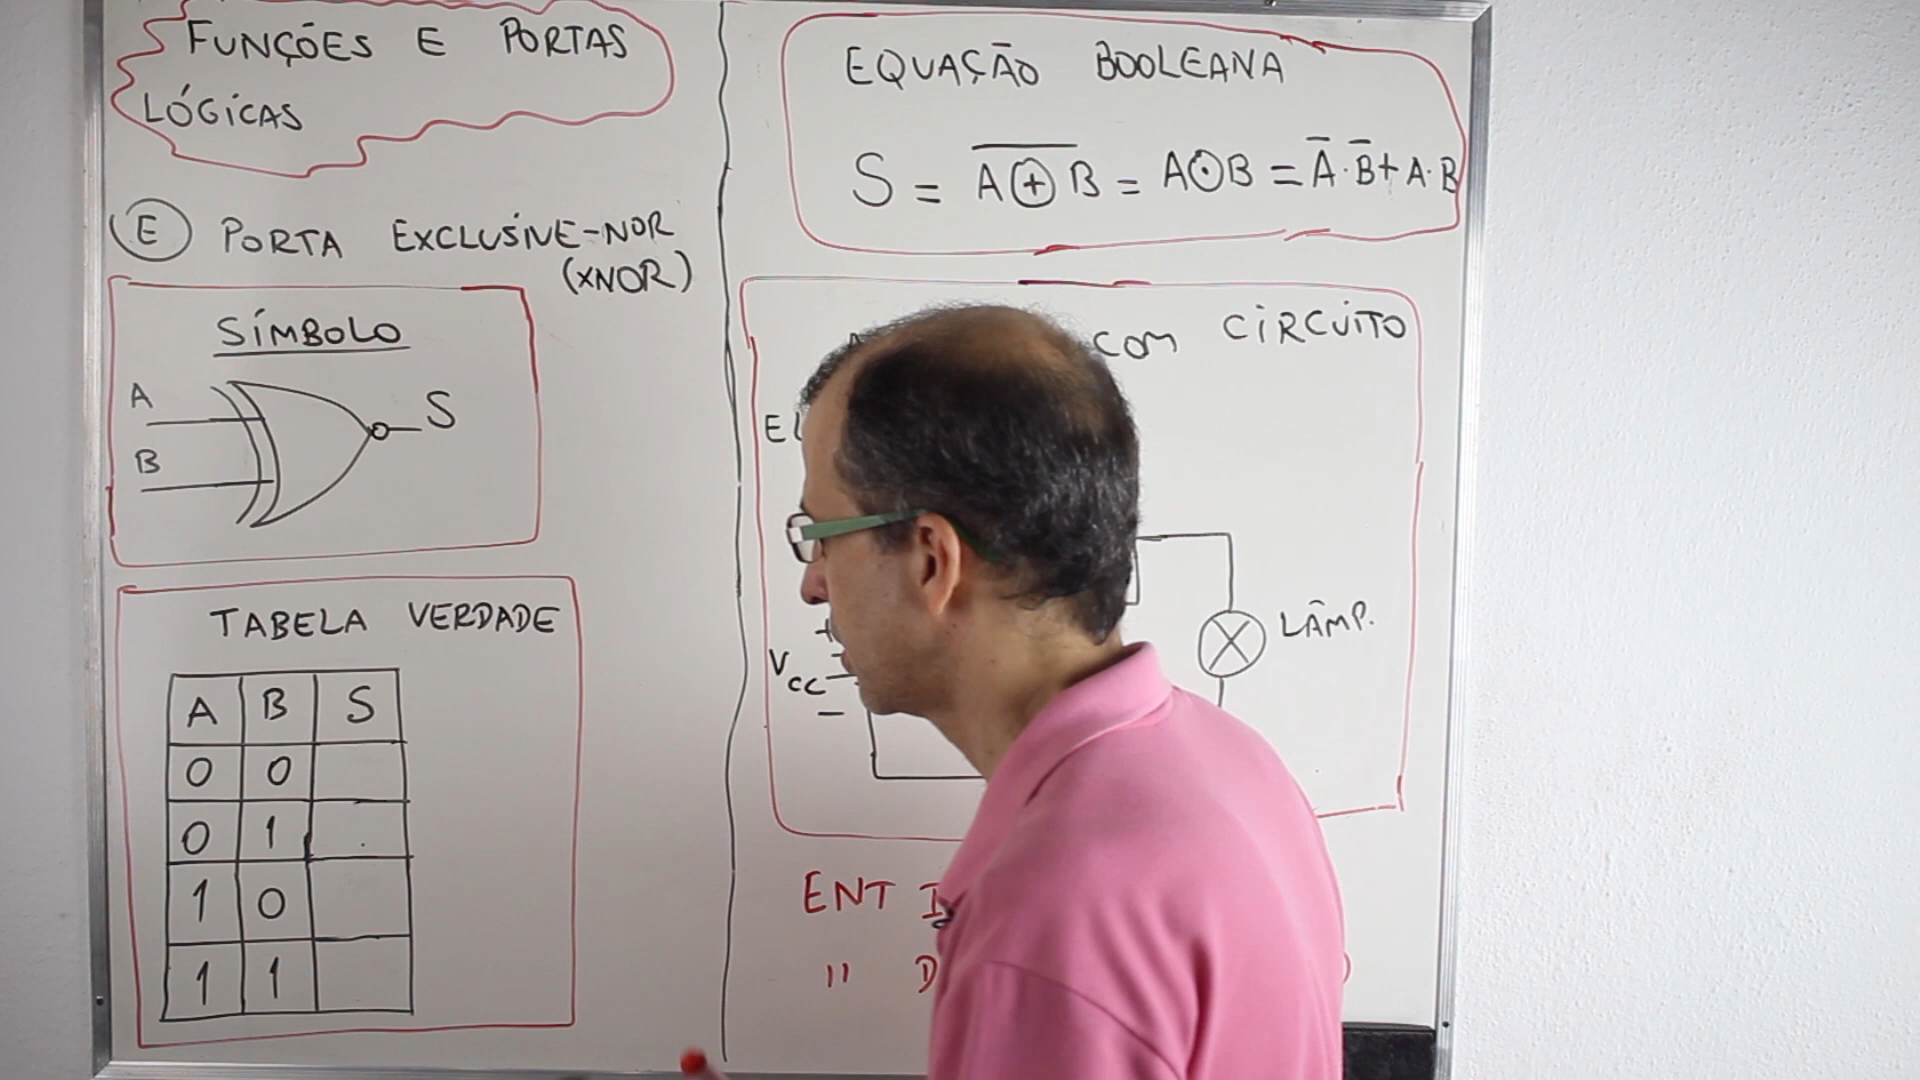 FUNÇÕES E PORTAS
LÓGICAS
E PORTA EXCLUSIVE-NOR
(XNOR)
SÍMBOLO
A
B
S
TABELA VERDADE
A B S
0 0
0 1
1 0
1 1
EQUAÇÃO BOOLEANA
S = \overline{A ⊕ B} = A ⊙ B = A̅ · B̅ + A · B
COM CIRCUITO
+
VCC
−
LÂMP.
ENT
"